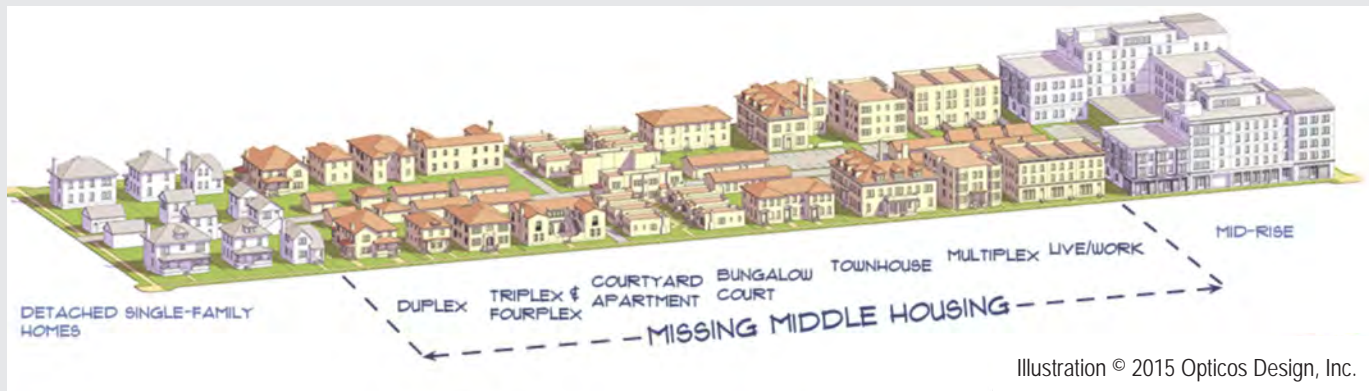 DETACHED SINGLE-FAMILY
HOMES
DUPLEX
TRIPLEX &
FOURPLEX
COURTYARD
APARTMENT
BUNGALOW
COURT
TOWNHOUSE
MULTIPLEX
LIVE/WORK
MID-RISE
MISSING MIDDLE HOUSING
Illustration © 2015 Opticos Design, Inc.